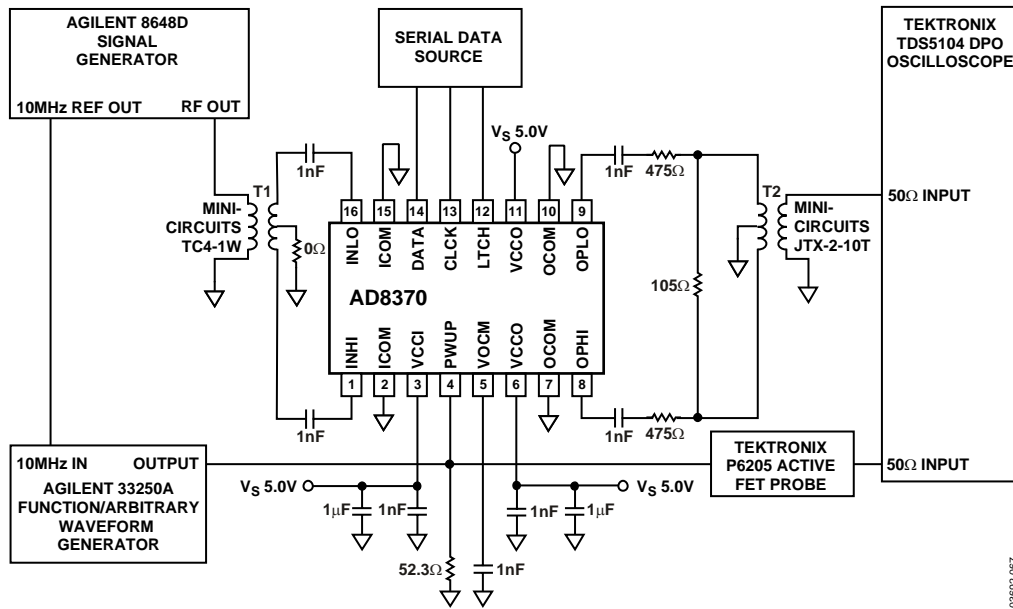 AGILENT 8648D
SIGNAL
GENERATOR
10MHz REF OUT
RF OUT
SERIAL DATA
SOURCE
TEKTRONIX
TDS5104 DPO
OSCILLOSCOPE
50Ω INPUT
50Ω INPUT
VS 5.0V
T1
MINI-
CIRCUITS
TC4-1W
0Ω
1nF
1nF
475Ω
T2
MINI-
CIRCUITS
JTX-2-10T
105Ω
16
15
14
13
12
11
10
9
INLO
ICOM
DATA
CLCK
LTCH
VCCO
OCOM
OPLO
AD8370
INHI
ICOM
VCCI
PWUP
VOCM
VCCO
OCOM
OPHI
1
2
3
4
5
6
7
8
1nF
1nF
475Ω
10MHz IN
OUTPUT
AGILENT 33250A
FUNCTION/ARBITRARY
WAVEFORM
GENERATOR
TEKTRONIX
P6205 ACTIVE
FET PROBE
VS 5.0V
1μF
1nF
VS 5.0V
1nF
1μF
52.3Ω
1nF
03692-067